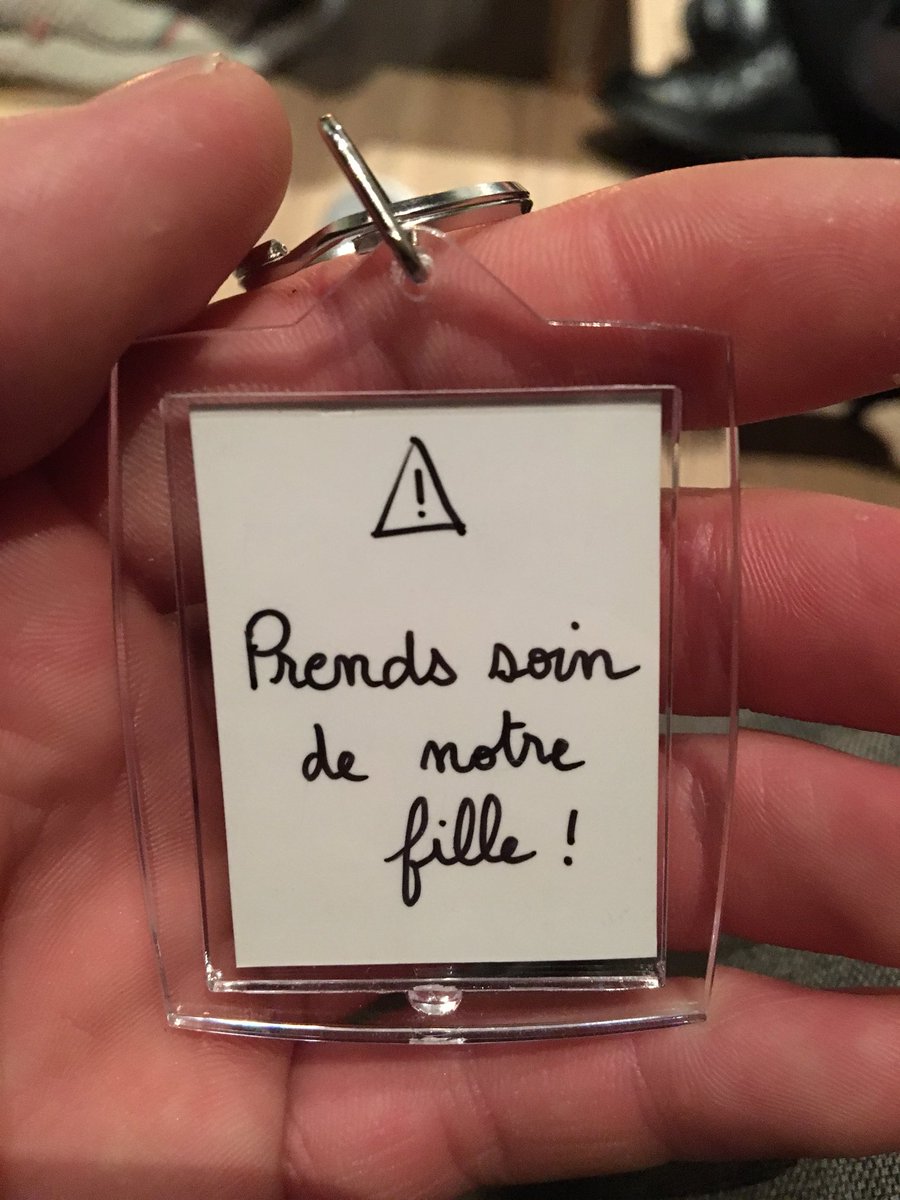 !
Prends soin
de notre
fille !